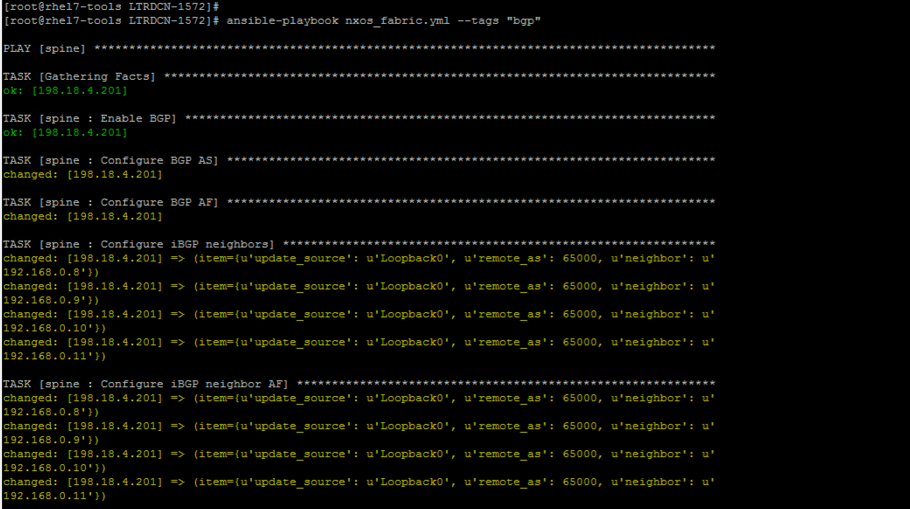 [root@rhel7-tools LTRDCN-1572]#
[root@rhel7-tools LTRDCN-1572]# ansible-playbook nxos_fabric.yml --tags "bgp"
PLAY [spine] *****************************************************************************************
TASK [Gathering Facts] *******************************************************************************
ok: [198.18.4.201]
TASK [spine : Enable BGP] ****************************************************************************
ok: [198.18.4.201]
TASK [spine : Configure BGP AS] **********************************************************************
changed: [198.18.4.201]
TASK [spine : Configure BGP AF] **********************************************************************
changed: [198.18.4.201]
TASK [spine : Configure iBGP neighbors] **************************************************************
changed: [198.18.4.201] => (item={u'update_source': u'Loopback0', u'remote_as': 65000, u'neighbor': u'
192.168.0.8'})
changed: [198.18.4.201] => (item={u'update_source': u'Loopback0', u'remote_as': 65000, u'neighbor': u'
192.168.0.9'})
changed: [198.18.4.201] => (item={u'update_source': u'Loopback0', u'remote_as': 65000, u'neighbor': u'
192.168.0.10'})
changed: [198.18.4.201] => (item={u'update_source': u'Loopback0', u'remote_as': 65000, u'neighbor': u'
192.168.0.11'})
TASK [spine : Configure iBGP neighbor AF] ************************************************************
changed: [198.18.4.201] => (item={u'update_source': u'Loopback0', u'remote_as': 65000, u'neighbor': u'
192.168.0.8'})
changed: [198.18.4.201] => (item={u'update_source': u'Loopback0', u'remote_as': 65000, u'neighbor': u'
192.168.0.9'})
changed: [198.18.4.201] => (item={u'update_source': u'Loopback0', u'remote_as': 65000, u'neighbor': u'
192.168.0.10'})
changed: [198.18.4.201] => (item={u'update_source': u'Loopback0', u'remote_as': 65000, u'neighbor': u'
192.168.0.11'})